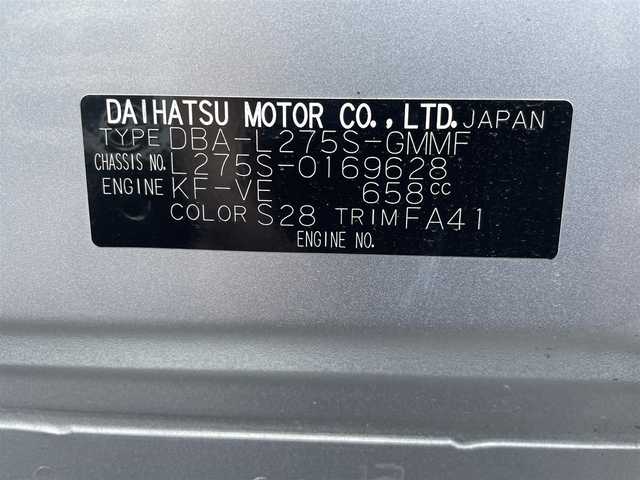 DAIHATSU MOTOR CO.,LTD. JAPAN
TYPE DBA-L275S-GMMF
CHASSIS NO. L275S-0169628
ENGINE KF-VE 658cc
COLOR S28 TRIM FA41
ENGINE NO.